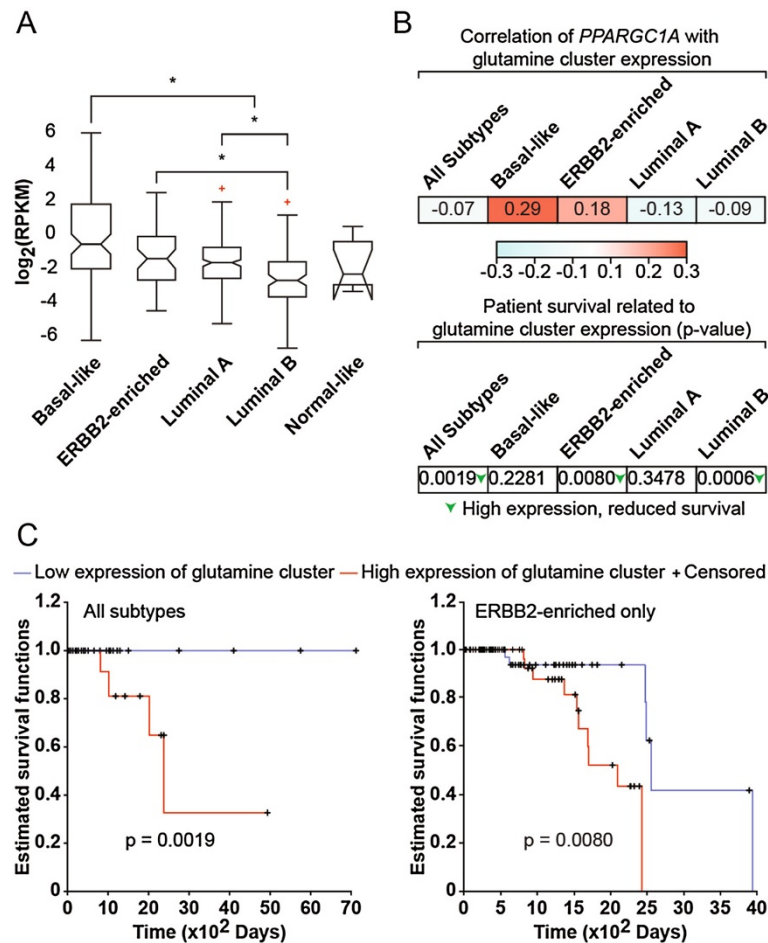 A
*
*
*
6
4
2
0
-2
-4
-6
log2(RPKM)
Basal-like
ERBB2-enriched
Luminal A
Luminal B
Normal-like
B
Correlation of PPARGC1A with
glutamine cluster expression
All Subtypes
Basal-like
ERBB2-enriched
Luminal A
Luminal B
-0.07 0.29 0.18 -0.13 -0.09
-0.3 -0.2 -0.1 0.1 0.2 0.3
Patient survival related to
glutamine cluster expression (p-value)
All Subtypes
Basal-like
ERBB2-enriched
Luminal A
Luminal B
0.0019 0.2281 0.0080 0.3478 0.0006
High expression, reduced survival
C
Low expression of glutamine cluster High expression of glutamine cluster + Censored
All subtypes
Estimated survival functions
1.2
1.0
0.8
0.6
0.4
0.2
0
p = 0.0019
0 10 20 30 40 50 60 70
Time (x102 Days)
ERBB2-enriched only
Estimated survival functions
1.2
1.0
0.8
0.6
0.4
0.2
0
p = 0.0080
0 5 10 15 20 25 30 35 40
Time (x102 Days)